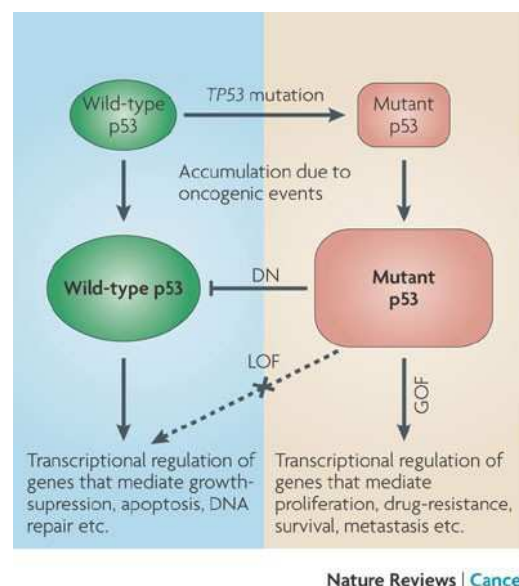 Wild-type
p53
TP53 mutation
Mutant
p53
Accumulation due to
oncogenic events
Wild-type p53
DN
Mutant
p53
LOF
GOF
Transcriptional regulation of
genes that mediate growth-
supression, apoptosis, DNA
repair etc.
Transcriptional regulation of
genes that mediate
proliferation, drug-resistance,
survival, metastasis etc.
Nature Reviews | Cance